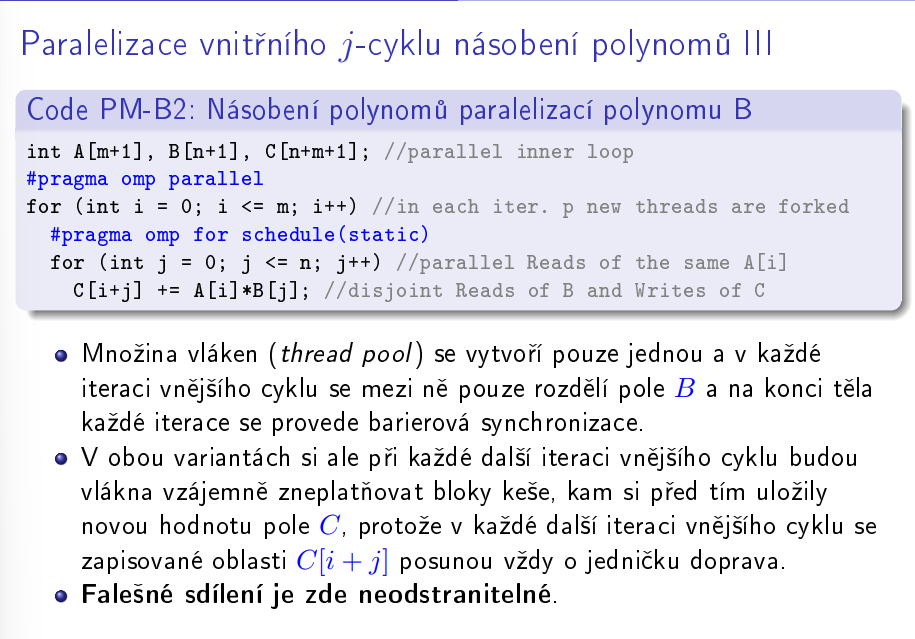 Paralelizace vnitřního j-cyklu násobení polynomů III
Code PM-B2: Násobení polynomů paralelizací polynomu B
int A[m+1], B[n+1], C[n+m+1]; //parallel inner loop
#pragma omp parallel
for (int i = 0; i <= m; i++) //in each iter. p new threads are forked
#pragma omp for schedule(static)
for (int j = 0; j <= n; j++) //parallel Reads of the same A[i]
C[i+j] += A[i]*B[j]; //disjoint Reads of B and Writes of C
Množina vláken (thread pool) se vytvoří pouze jednou a v každé
iteraci vnějšího cyklu se mezi ně pouze rozdělí pole B a na konci těla
každé iterace se provede barierová synchronizace.
V obou variantách si ale při každé další iteraci vnějšího cyklu budou
vlákna vzájemně zneplatňovat bloky keše, kam si před tím uložily
novou hodnotu pole C, protože v každé další iteraci vnějšího cyklu se
zapisované oblasti C[i + j] posunou vždy o jedničku doprava.
Falešné sdílení je zde neodstranitelné.